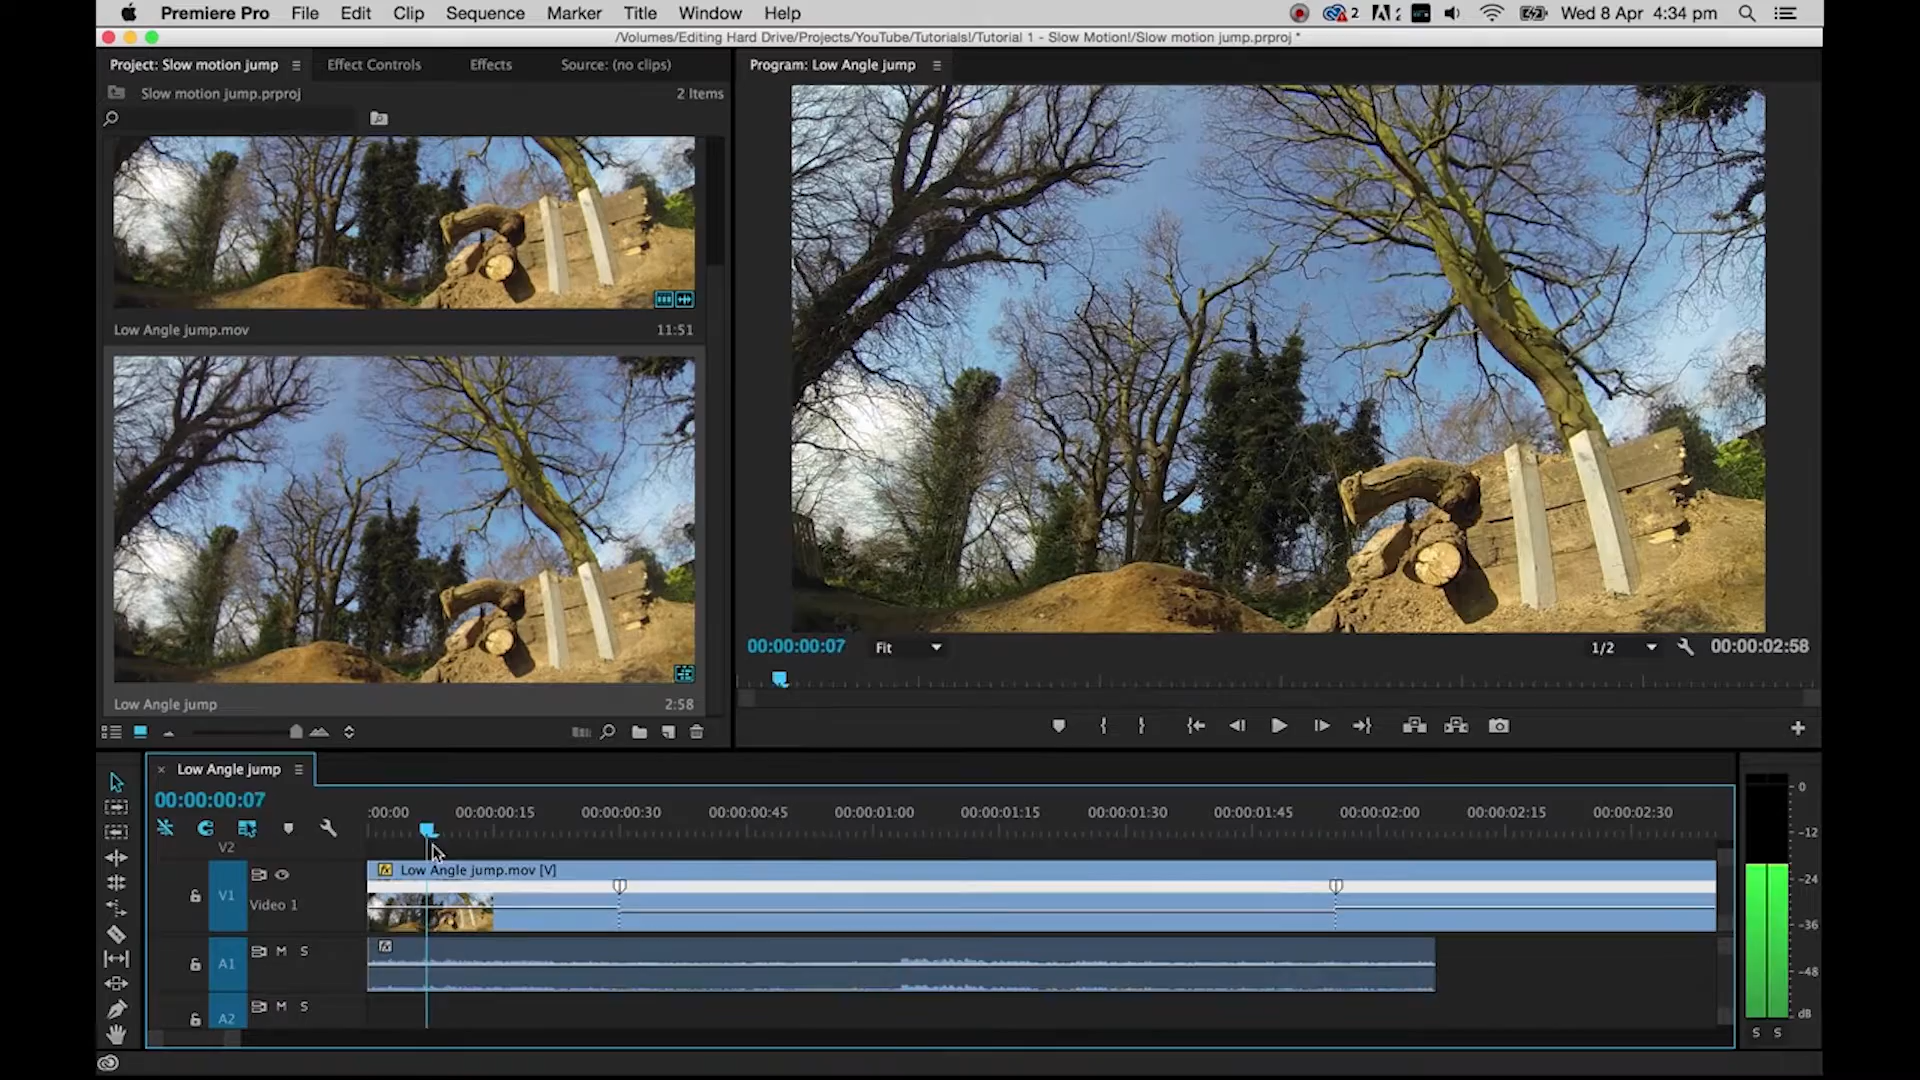 Premiere Pro File Edit Clip Sequence Marker Title Window Help 2 2 Wed 8 Apr 4:34 pm
/Volumes/Editing Hard Drive/Projects/YouTube/Tutorials!/Tutorial 1 - Slow Motion!/Slow motion jump.prproj *
Project: Slow motion jump Effect Controls Effects Source: (no clips) Program: Low Angle jump
Slow motion jump.prproj 2 Items
Low Angle jump.mov 11:51
Low Angle jump 2:58
00:00:00:07 Fit 1/2 00:00:02:58
Low Angle jump
00:00:00:07
:00:00 00:00:00:15 00:00:00:30 00:00:00:45 00:00:01:00 00:00:01:15 00:00:01:30 00:00:01:45 00:00:02:00 00:00:02:15 00:00:02:30
V2
fx Low Angle jump.mov [V]
V1 Video 1
fx
A1 M S
A2 M S
0
-12
-24
-36
-48
dB
S S